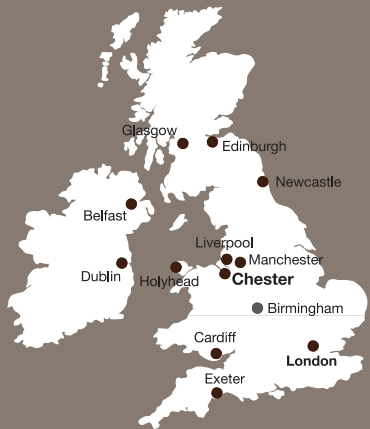 Glasgow
Edinburgh
Newcastle
Belfast
Liverpool
Manchester
Dublin
Holyhead
Chester
Birmingham
Cardiff
London
Exeter